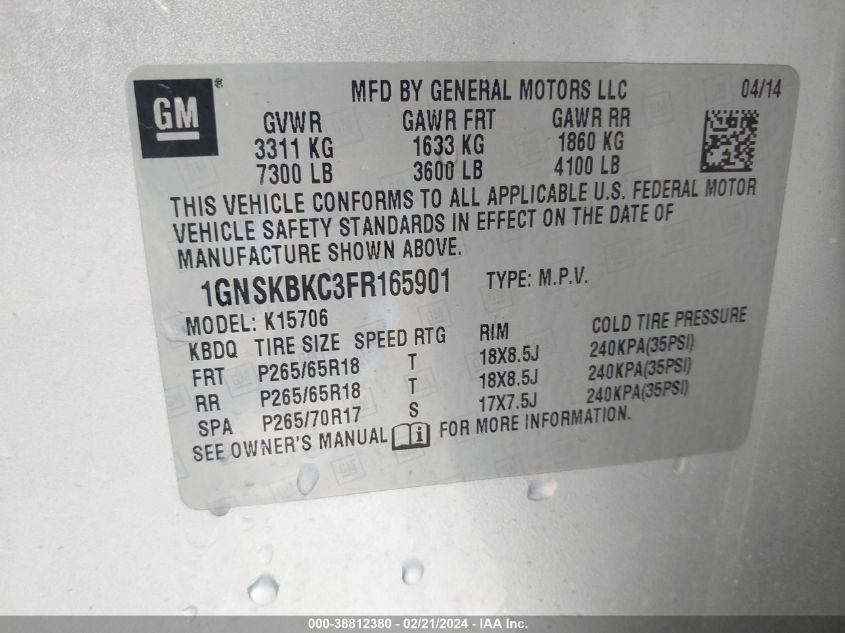 GM®
MFD BY GENERAL MOTORS LLC 04/14
GVWR GAWR FRT GAWR RR
3311 KG 1633 KG 1860 KG
7300 LB 3600 LB 4100 LB
THIS VEHICLE CONFORMS TO ALL APPLICABLE U.S. FEDERAL MOTOR
VEHICLE SAFETY STANDARDS IN EFFECT ON THE DATE OF
MANUFACTURE SHOWN ABOVE.
1GNSKBKC3FR165901 TYPE: M.P.V.
MODEL: K15706
KBDQ TIRE SIZE SPEED RTG RIM COLD TIRE PRESSURE
FRT P265/65R18 T 18X8.5J 240KPA(35PSI)
RR P265/65R18 T 18X8.5J 240KPA(35PSI)
SPA P265/70R17 S 17X7.5J 240KPA(35PSI)
SEE OWNER'S MANUAL i FOR MORE INFORMATION.
000-38812380 - 02/21/2024 - IAA Inc.